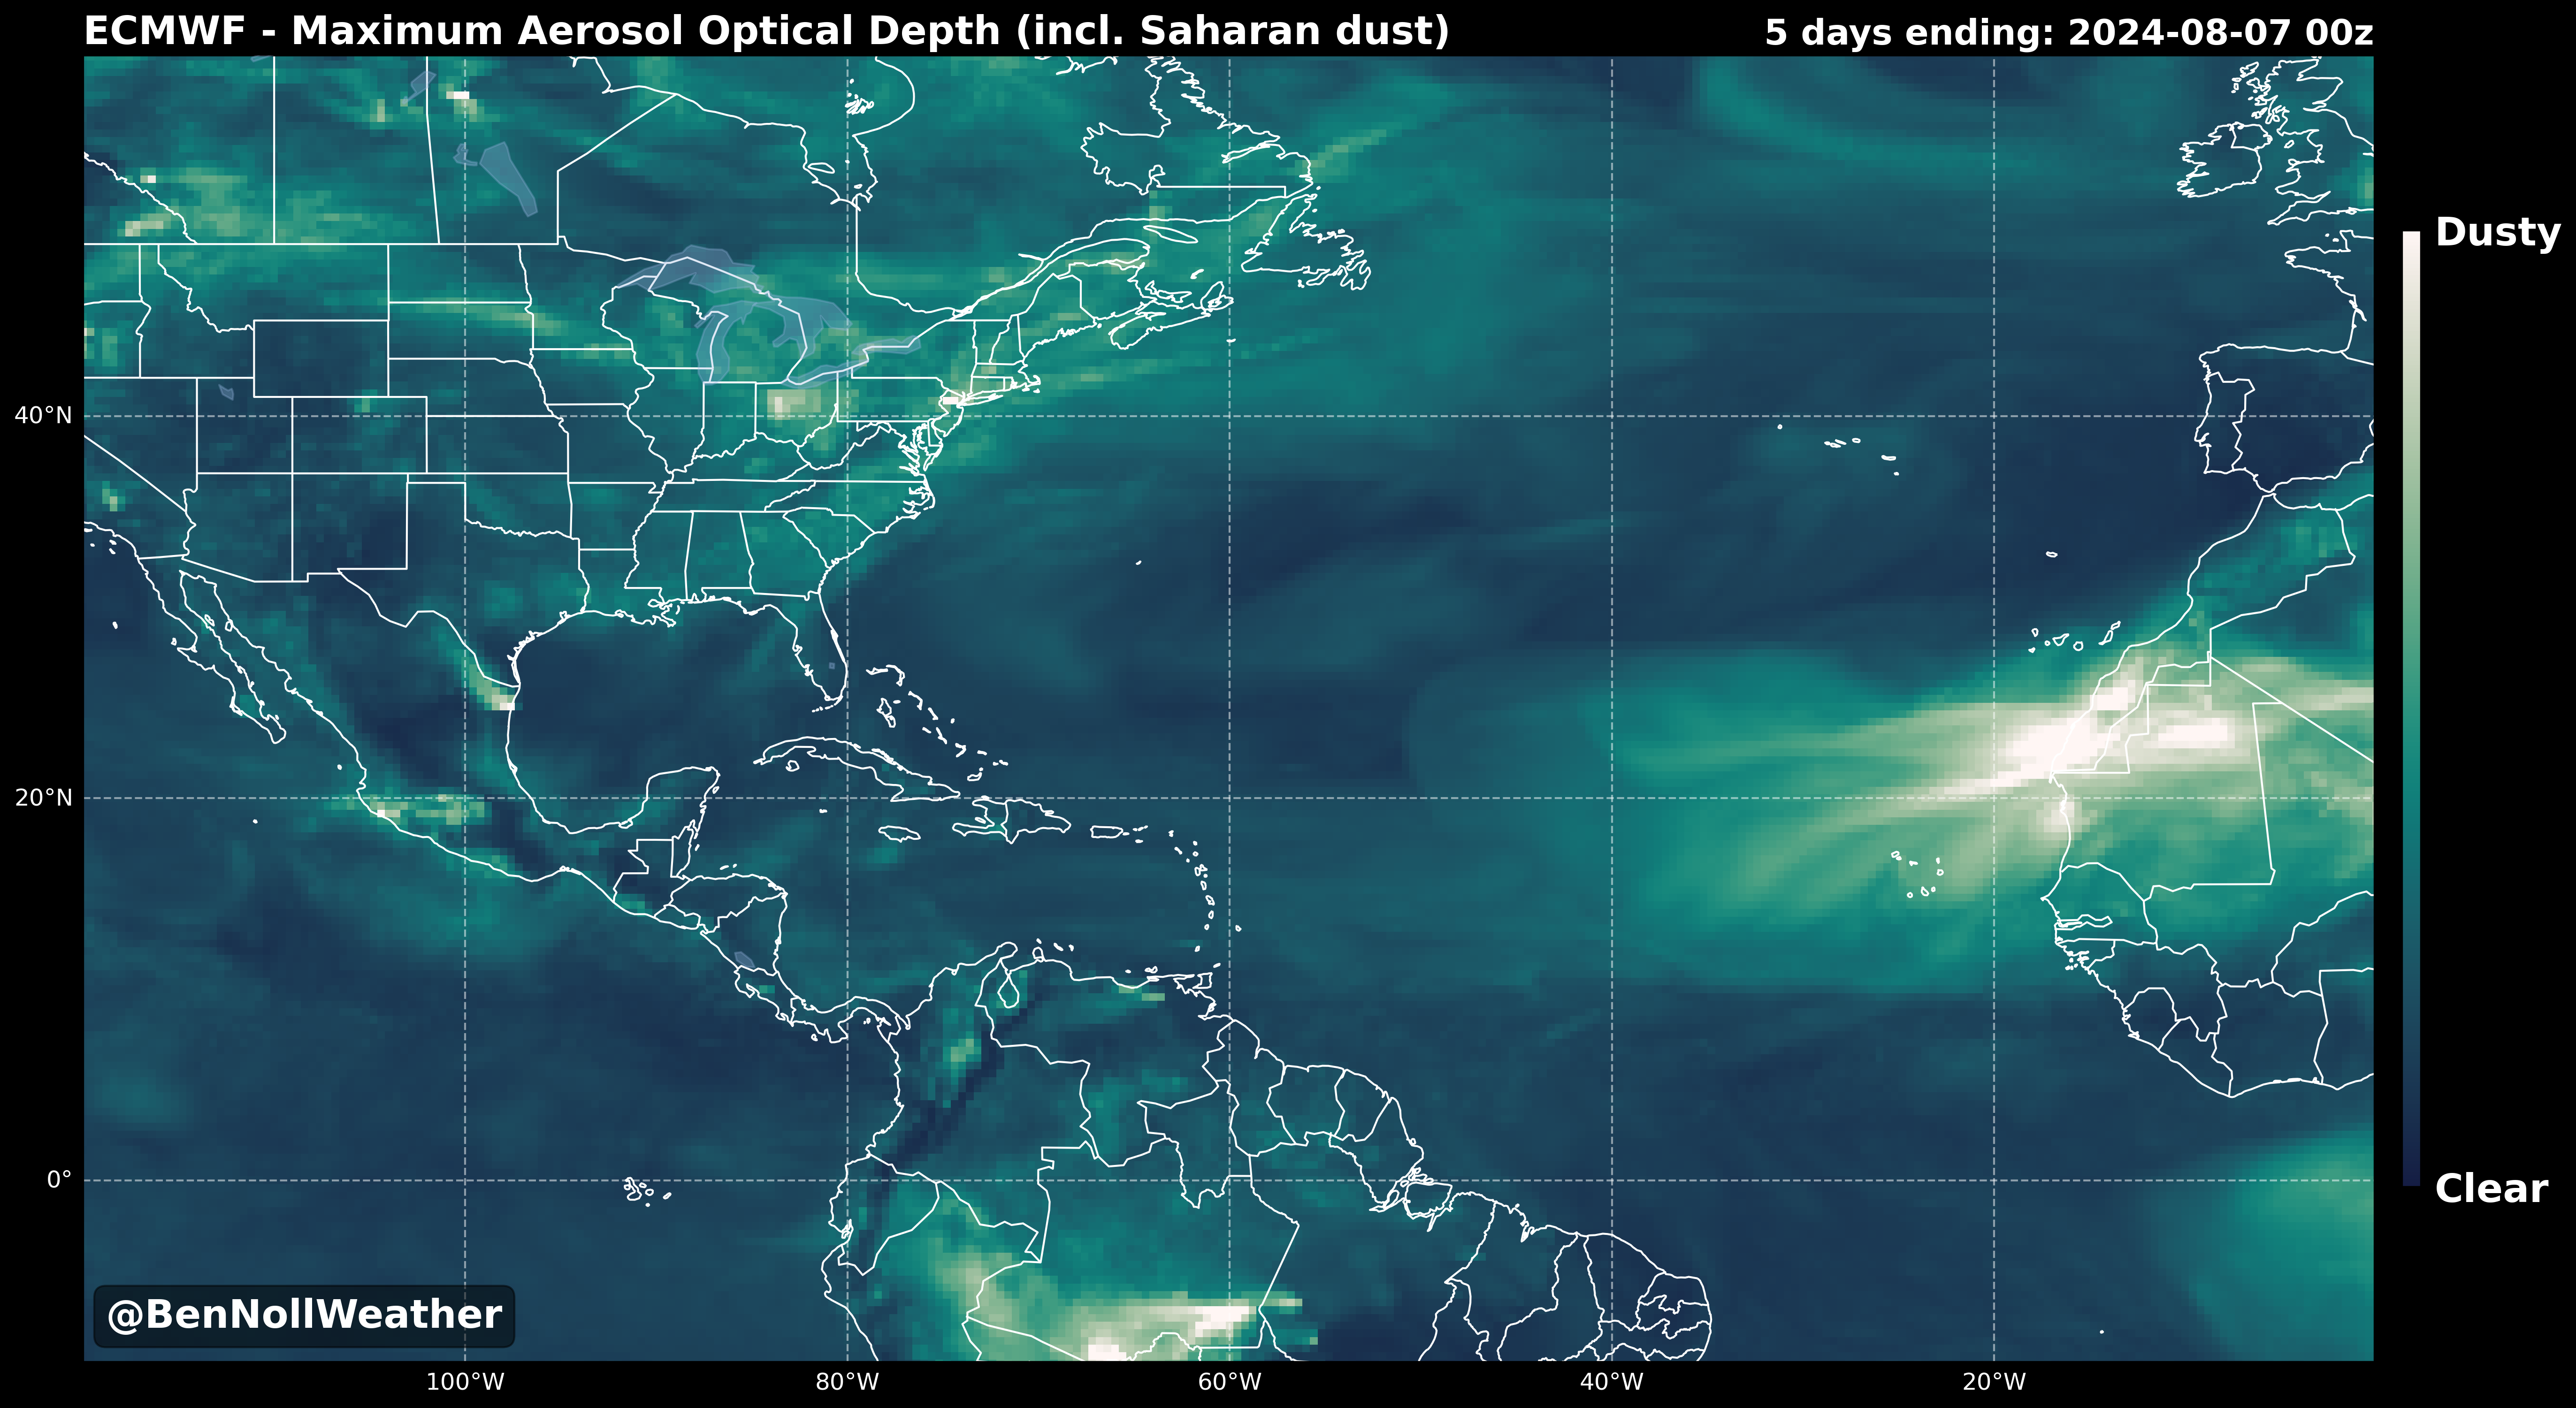 ECMWF - Maximum Aerosol Optical Depth (incl. Saharan dust) 5 days ending: 2024-08-07 00z
Dusty
40°N
20°N
0°
Clear
@BenNollWeather
100°W 80°W 60°W 40°W 20°W